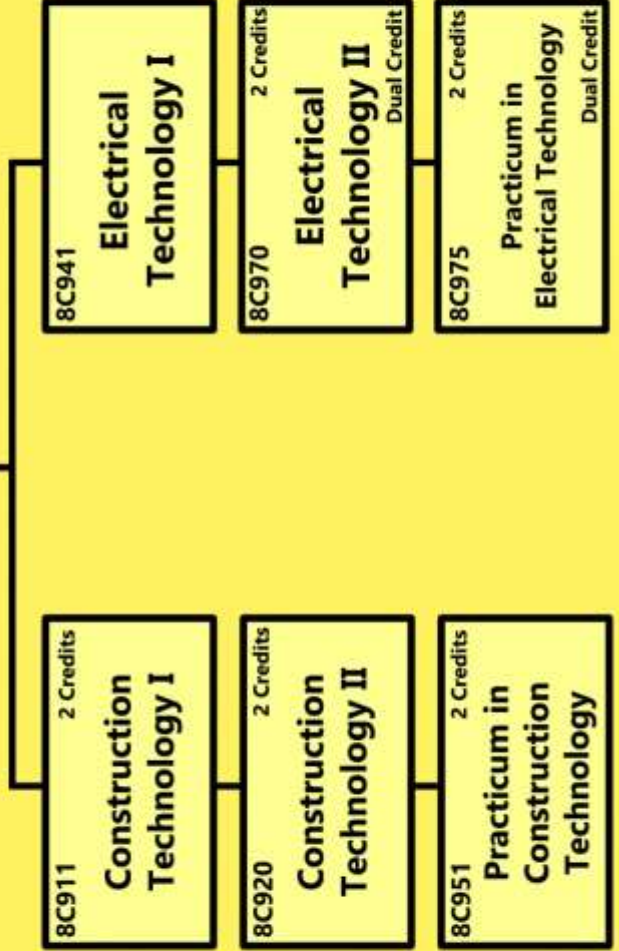 8C911 2 Credits
Construction
Technology I
8C920 2 Credits
Construction
Technology II
8C951 2 Credits
Practicum in
Construction
Technology
8C941
Electrical
Technology I
8C970 2 Credits
Electrical
Technology II
Dual Credit
8C975 2 Credits
Practicum in
Electrical Technology
Dual Credit